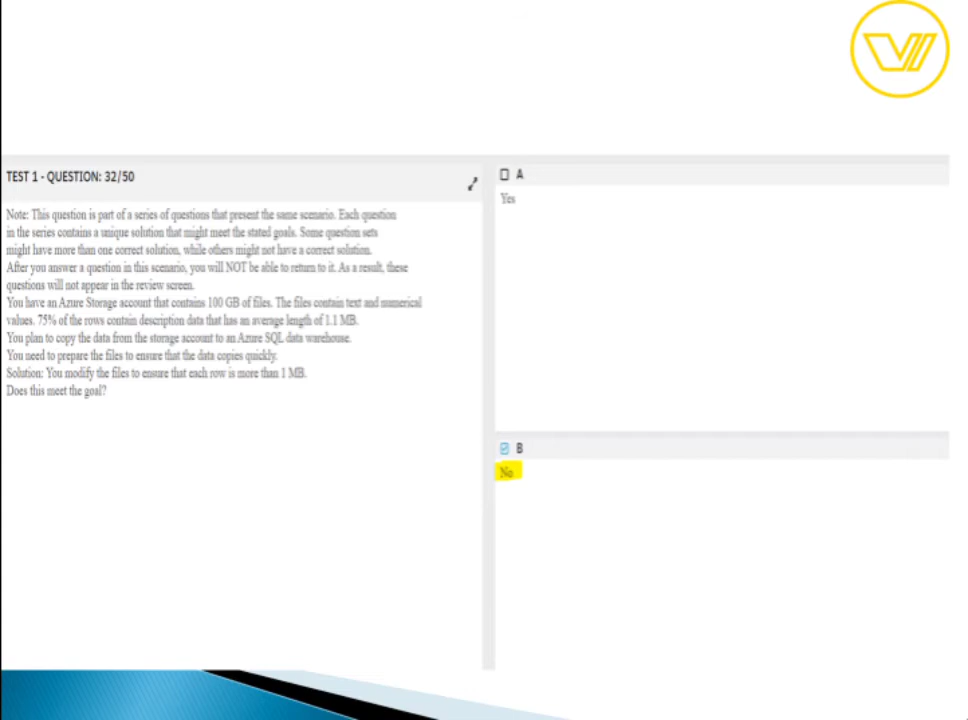 TEST 1 - QUESTION: 32/50
Note: This question is part of a series of questions that present the same scenario. Each question
in the series contains a unique solution that might meet the stated goals. Some question sets
might have more than one correct solution, while others might not have a correct solution.
After you answer a question in this scenario, you will NOT be able to return to it. As a result, these
questions will not appear in the review screen.
You have an Azure Storage account that contains 100 GB of files. The files contain text and numerical
values. 75% of the rows contain description data that has an average length of 1.1 MB.
You plan to copy the data from the storage account to an Azure SQL data warehouse.
You need to prepare the files to ensure that the data copies quickly.
Solution: You modify the files to ensure that each row is more than 1 MB.
Does this meet the goal?
A
Yes
B
No